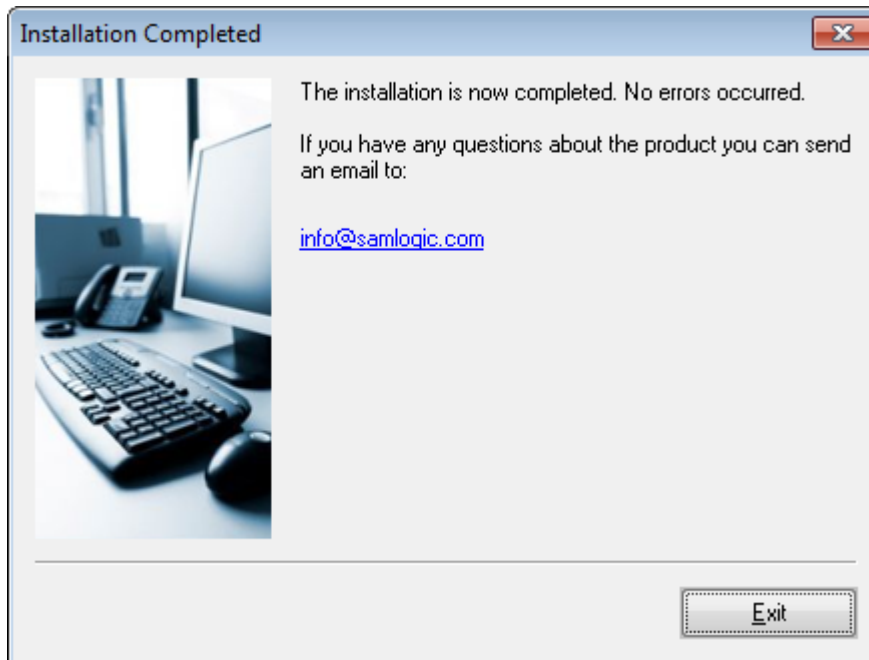 Installation Completed
The installation is now completed. No errors occurred.
If you have any questions about the product you can send
an email to:
info@samlogic.com
Exit